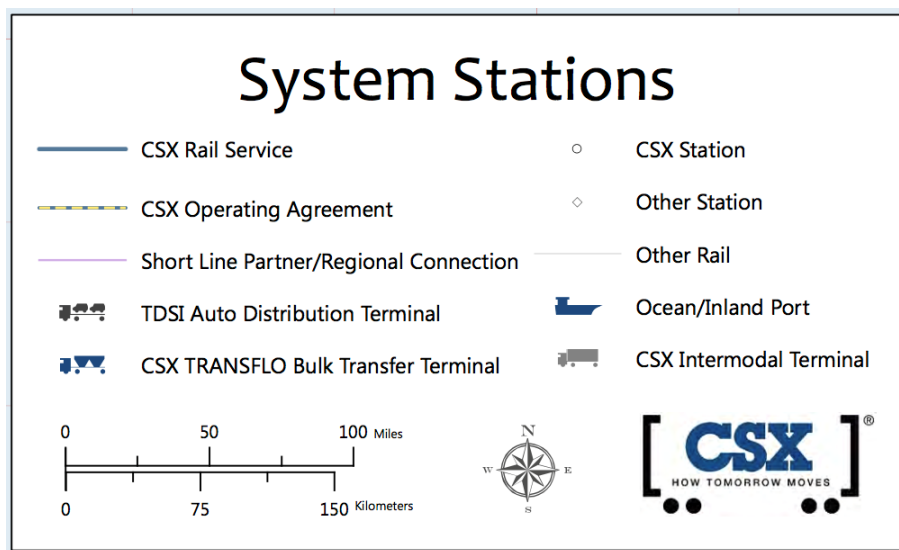 System Stations
CSX Rail Service
CSX Station
CSX Operating Agreement
Other Station
Short Line Partner/Regional Connection
Other Rail
TDSI Auto Distribution Terminal
Ocean/Inland Port
CSX TRANSFLO Bulk Transfer Terminal
CSX Intermodal Terminal
0 50 100 Miles
0 75 150 Kilometers
N
W E
S
CSX ®
HOW TOMORROW MOVES